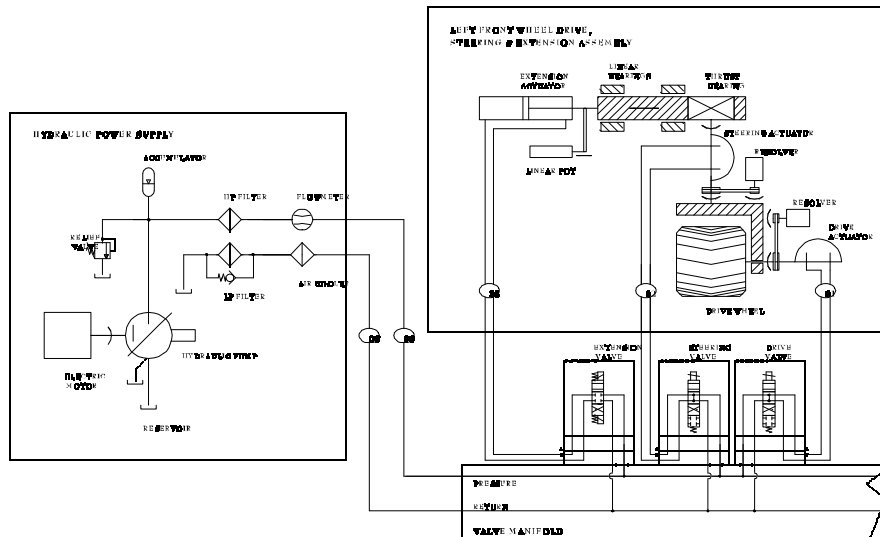 LEFT FRONT WHEEL DRIVE,
STEERING & EXTENSION ASSEMBLY
EXTENSION
ACTUATOR
LINEAR
BEARINGS
THRUST
BEARING
STEERING ACTUATOR
RESOLVER
LINEAR POT
RESOLVER
DRIVE
ACTUATOR
DRIVE WHEEL
HYDRAULIC POWER SUPPLY
ACCUMULATOR
HP FILTER
FLOWMETER
RELIEF
VALVE
LP FILTER
AIR COOLER
HYDRAULIC PUMP
ELECTRIC
MOTOR
RESERVOIR
EXTENSION
VALVE
STEERING
VALVE
DRIVE
VALVE
PRESSURE
RETURN
VALVE MANIFOLD